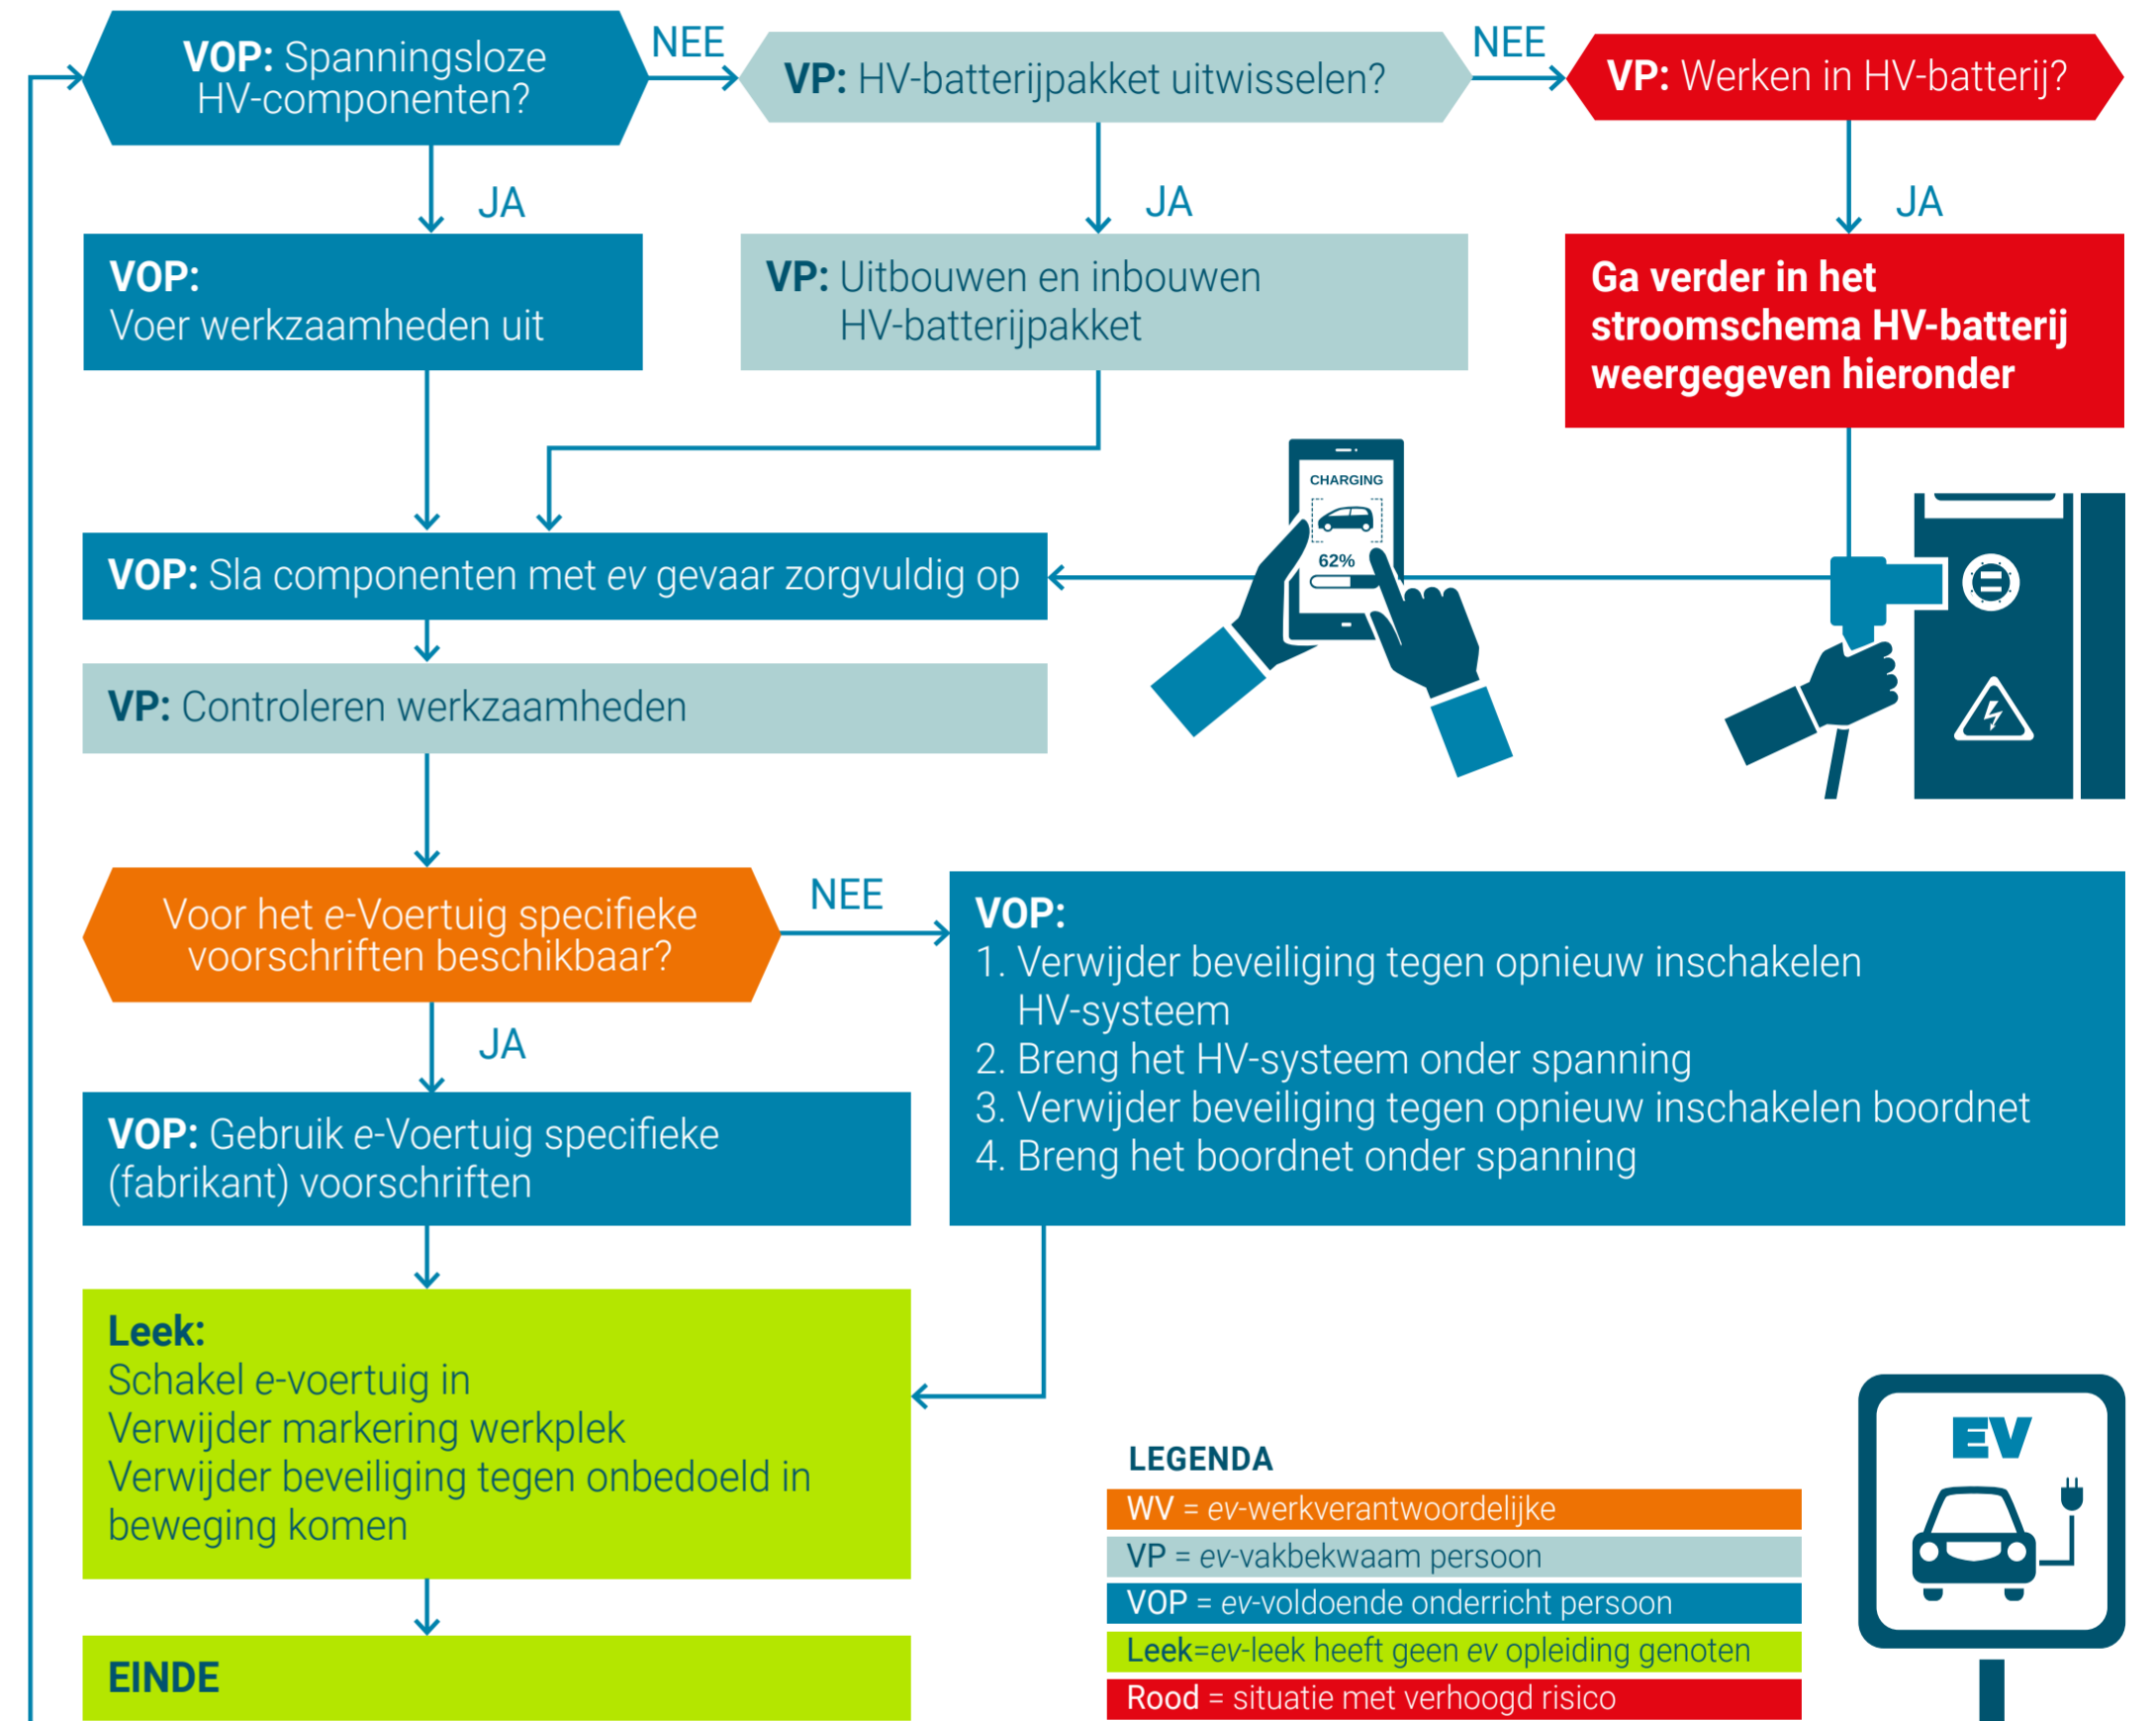 VOP: Spanningsloze
HV-componenten?
NEE
VP: HV-batterijpakket uitwisselen?
NEE
VP: Werken in HV-batterij?
JA
JA
JA
VOP:
Voer werkzaamheden uit
VP: Uitbouwen en inbouwen
HV-batterijpakket
Ga verder in het
stroomschema HV-batterij
weergegeven hieronder
CHARGING
62%
VOP: Sla componenten met ev gevaar zorgvuldig op
VP: Controleren werkzaamheden
Voor het e-Voertuig specifieke
voorschriften beschikbaar?
NEE
JA
VOP:
1. Verwijder beveiliging tegen opnieuw inschakelen
HV-systeem
2. Breng het HV-systeem onder spanning
3. Verwijder beveiliging tegen opnieuw inschakelen boordnet
4. Breng het boordnet onder spanning
VOP: Gebruik e-Voertuig specifieke
(fabrikant) voorschriften
Leek:
Schakel e-voertuig in
Verwijder markering werkplek
Verwijder beveiliging tegen onbedoeld in
beweging komen
EINDE
LEGENDA
WV = ev-werkverantwoordelijke
VP = ev-vakbekwaam persoon
VOP = ev-voldoende onderricht persoon
Leek=ev-leek heeft geen ev opleiding genoten
Rood = situatie met verhoogd risico
EV